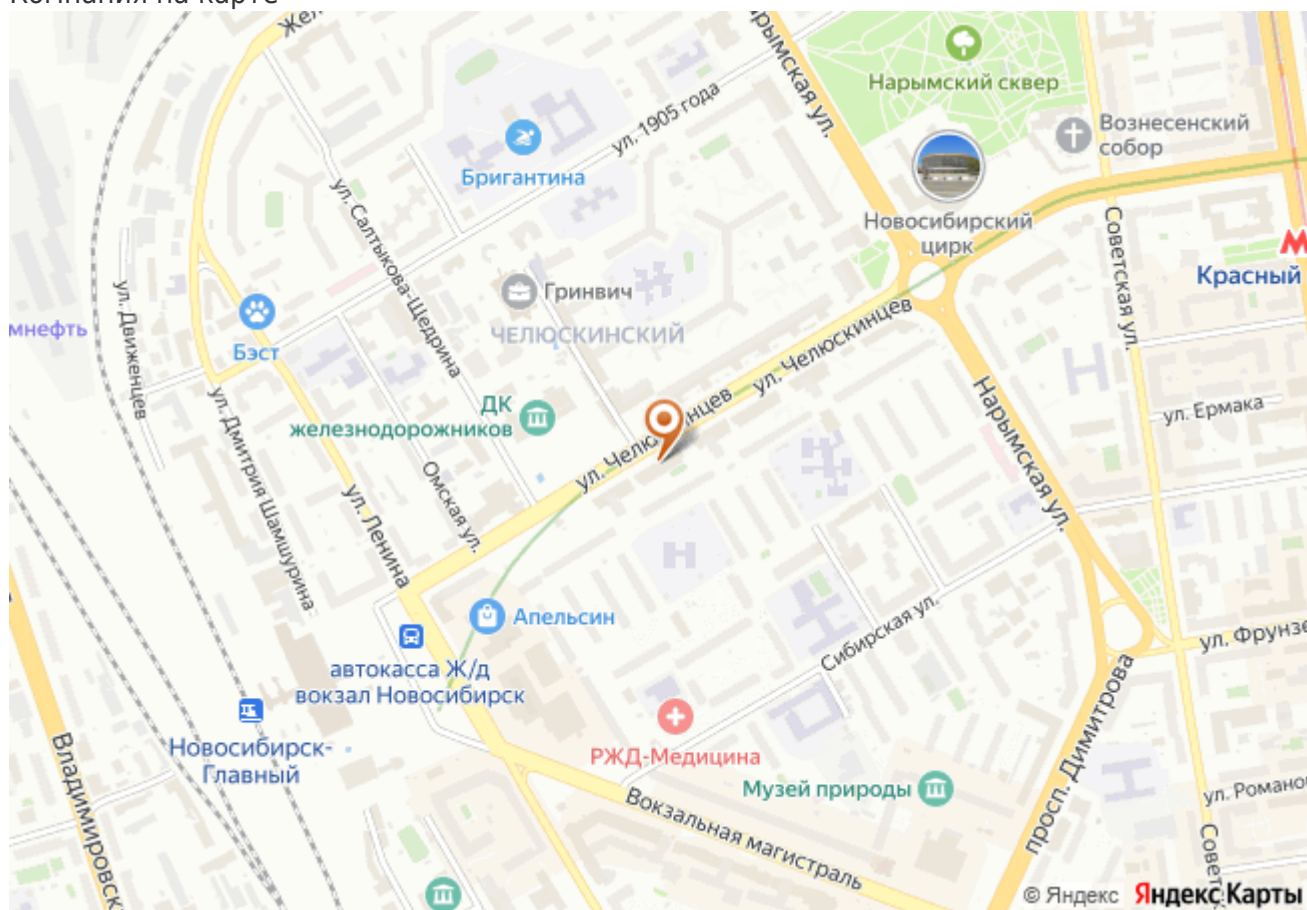 Компания на карте
Жел
Нарымская ул.
Нарымский сквер
Вознесенский
собор
ул. 1905 года
Бригантина
Новосибирский
цирк
ул. Салтыкова-Щедрина
Советская ул.
Красный
Гринвич
ЧЕЛЮСКИНСКИЙ
мнефть
ул. Движенцев
Бэст
ул. Челюскинцев
ул. Челюскинцев
ДК
железнодорожников
ул. Ермака
Нарымская ул.
ул. Дмитрия Шамшурина
Омская ул.
ул. Ленина
Апельсин
Сибирская ул.
ул. Фрунзе
автокасса Ж/д
вокзал Новосибирск
Новосибирск-
Главный
РЖД-Медицина
Музей природы
просп. Димитрова
Владимировск
Вокзальная магистраль
ул. Романо
Совет
© Яндекс Яндекс Карты